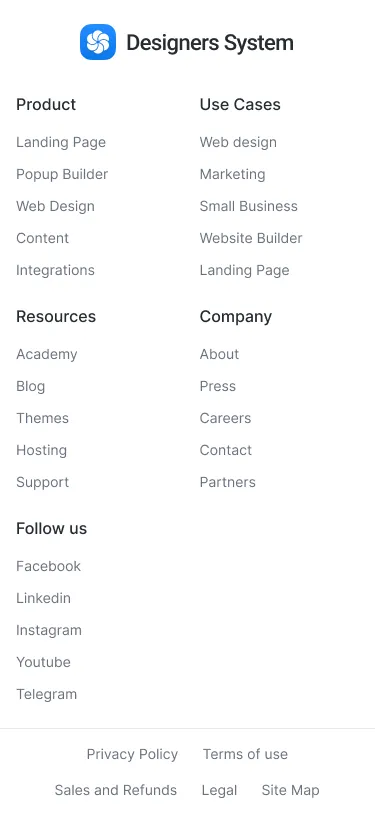 Designers System
Product
Landing Page
Popup Builder
Web Design
Content
Integrations
Use Cases
Web design
Marketing
Small Business
Website Builder
Landing Page
Resources
Academy
Blog
Themes
Hosting
Support
Company
About
Press
Careers
Contact
Partners
Follow us
Facebook
Linkedin
Instagram
Youtube
Telegram
Privacy Policy Terms of use
Sales and Refunds Legal Site Map